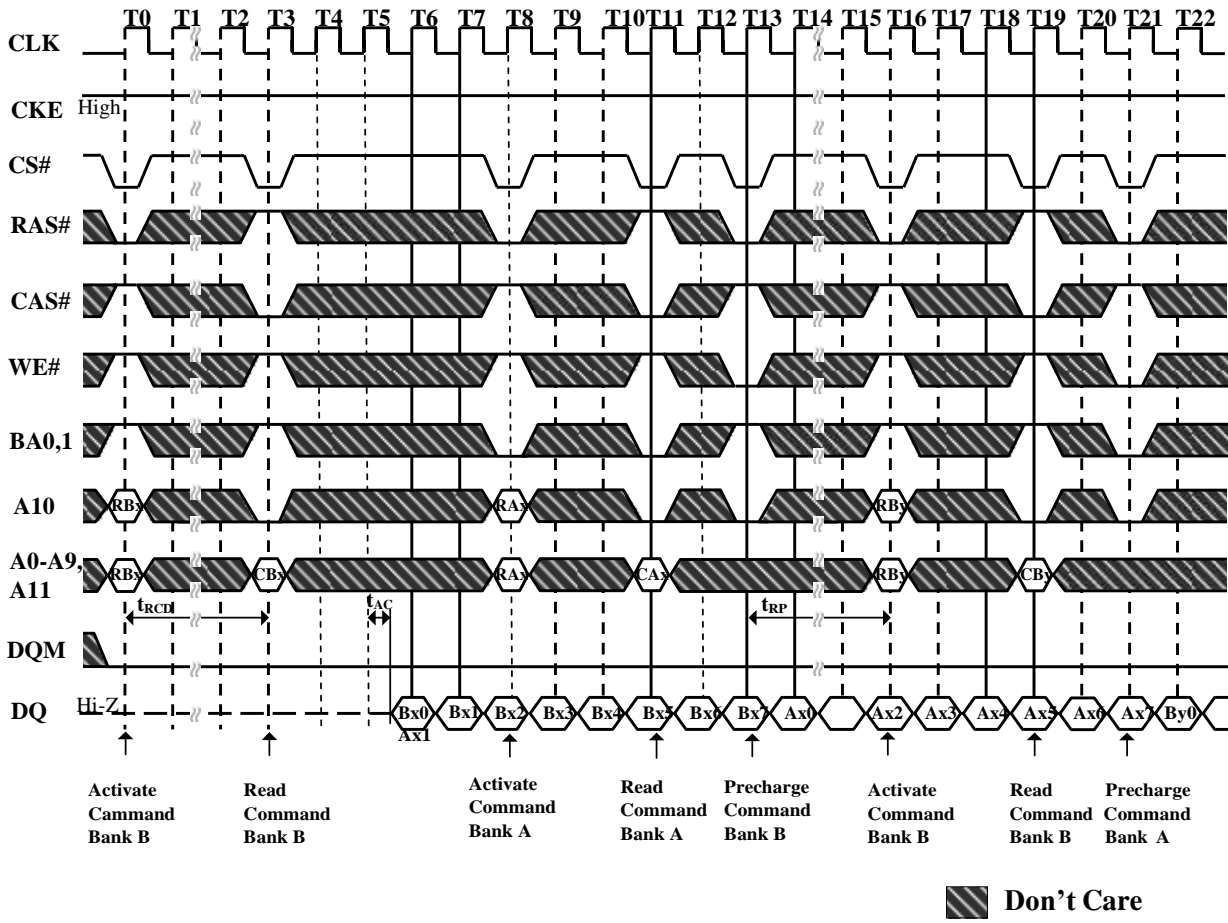 T0 T1 T2 T3 T4 T5 T6 T7 T8 T9 T10 T11 T12 T13 T14 T15 T16 T17 T18 T19 T20 T21 T22
CLK
CKE High
CS#
RAS#
CAS#
WE#
BA0,1
A10 RBx RAx RBy
A0-A9, RBx CBx RAx CAx RBy CBy
A11
tRCD tAC tRP
DQM
DQ Hi-Z Bx0 Bx1 Bx2 Bx3 Bx4 Bx5 Bx6 Bx7 Ax0 Ax2 Ax3 Ax4 Ax5 Ax6 Ax7 By0
Ax1
Activate
Cammand
Bank B
Read
Command
Bank B
Activate
Command
Bank A
Read
Command
Bank A
Precharge
Command
Bank B
Activate
Command
Bank B
Read
Command
Bank B
Precharge
Command
Bank A
Don't Care